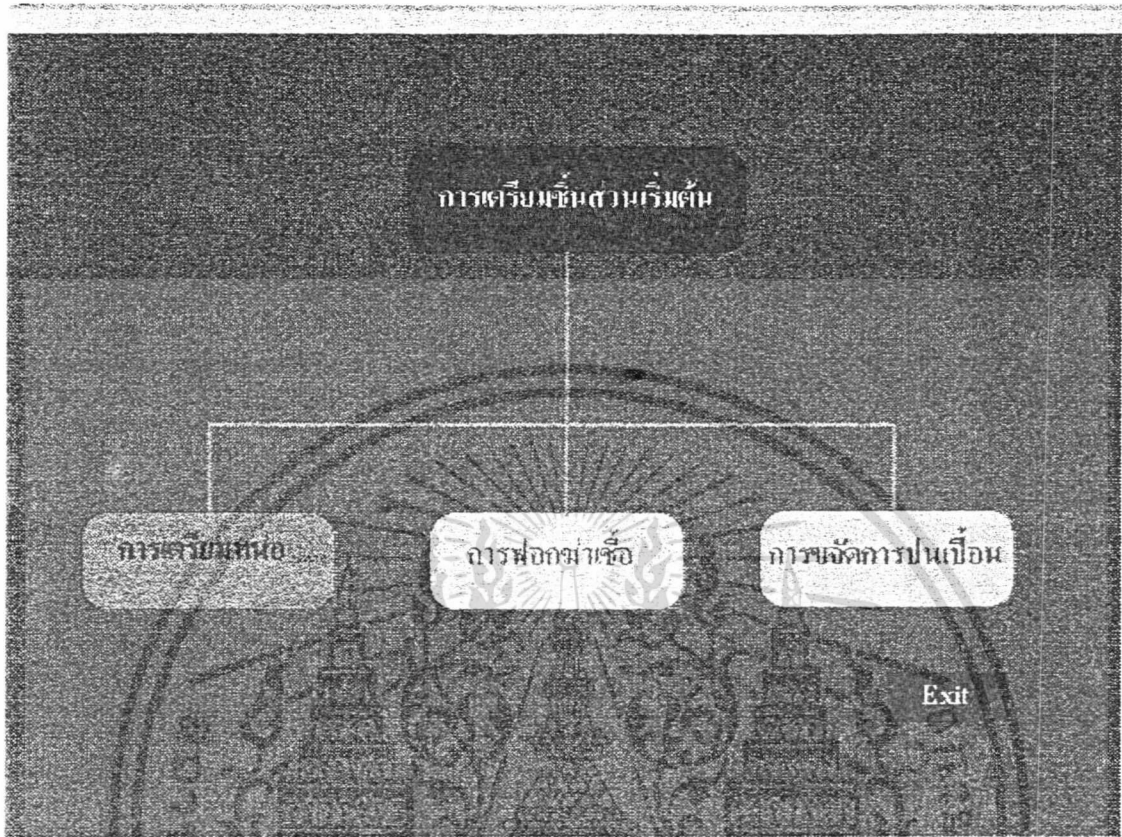 การเตรียมชิ้นส่วนเริ่มต้น
การเตรียมหน่อ
การฟอกฆ่าเชื้อ
การขจัดการปนเปื้อน
Exit